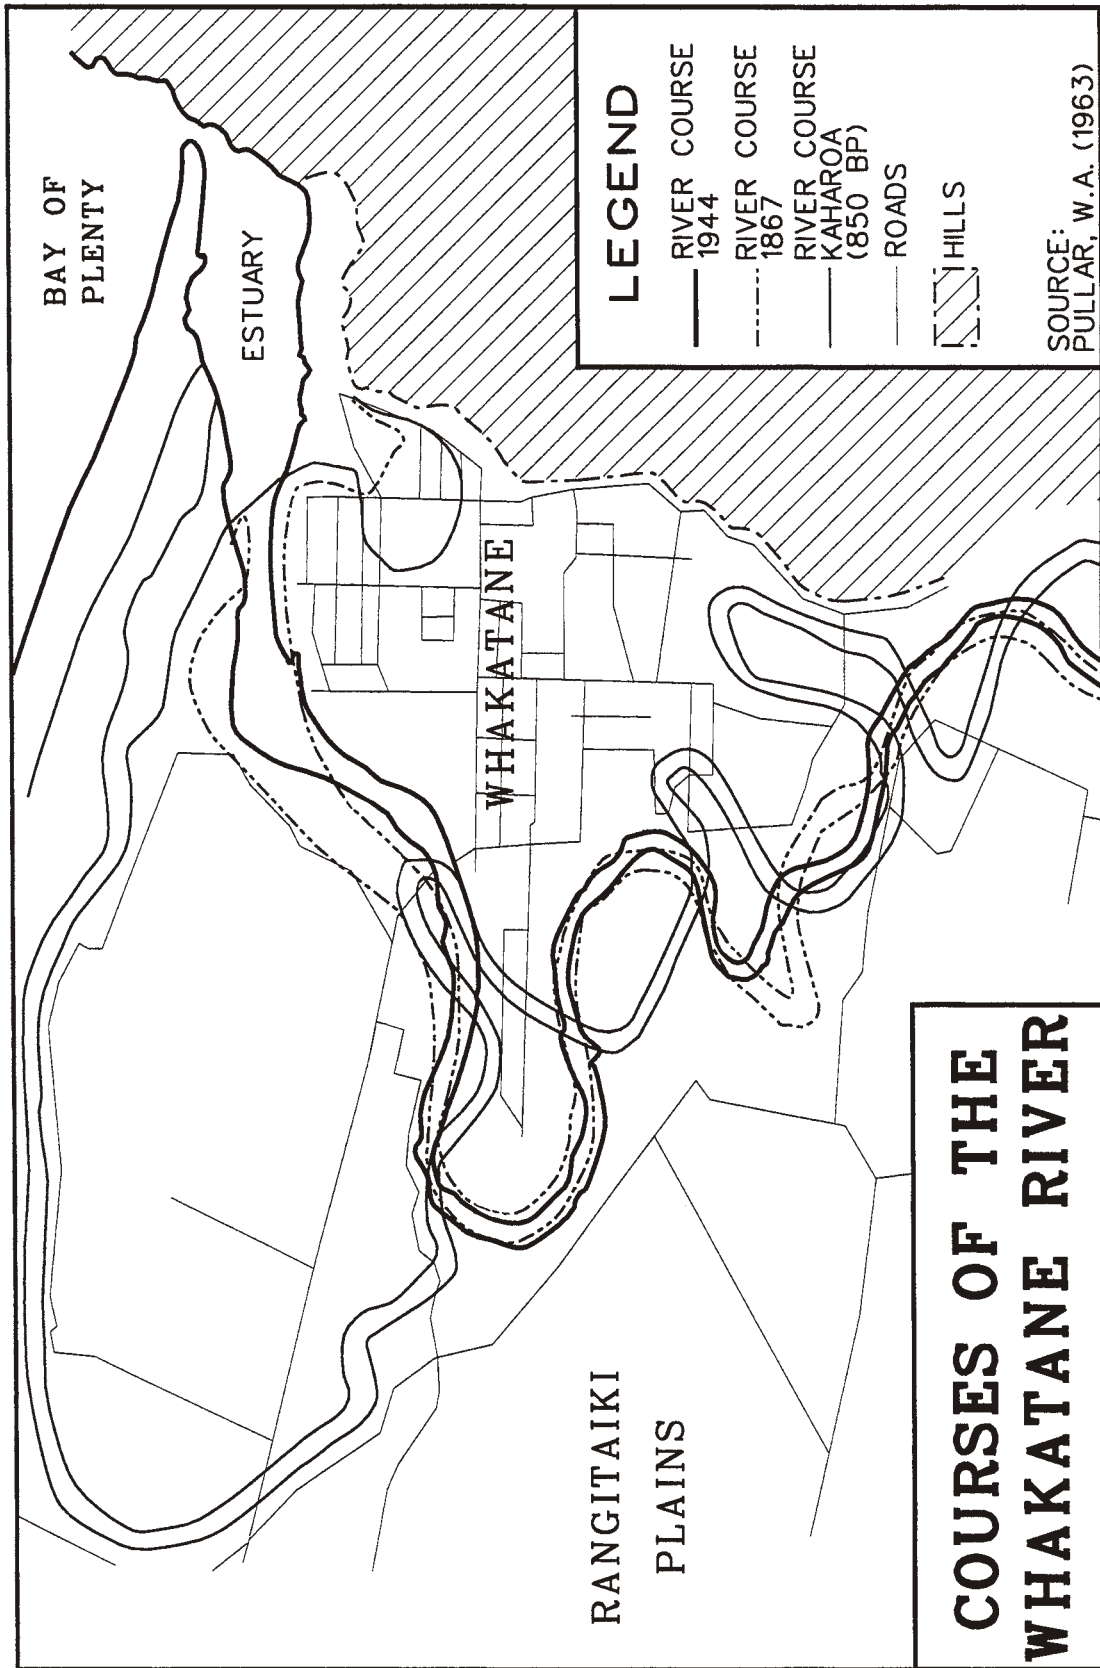 BAY OF
PLENTY
ESTUARY
WHAKATANE
RANGITAIKI
PLAINS
LEGEND
RIVER COURSE
1944
RIVER COURSE
1867
RIVER COURSE
KAHAROA
(850 BP)
ROADS
HILLS
SOURCE:
PULLAR, W.A. (1963)
COURSES OF THE
WHAKATANE RIVER